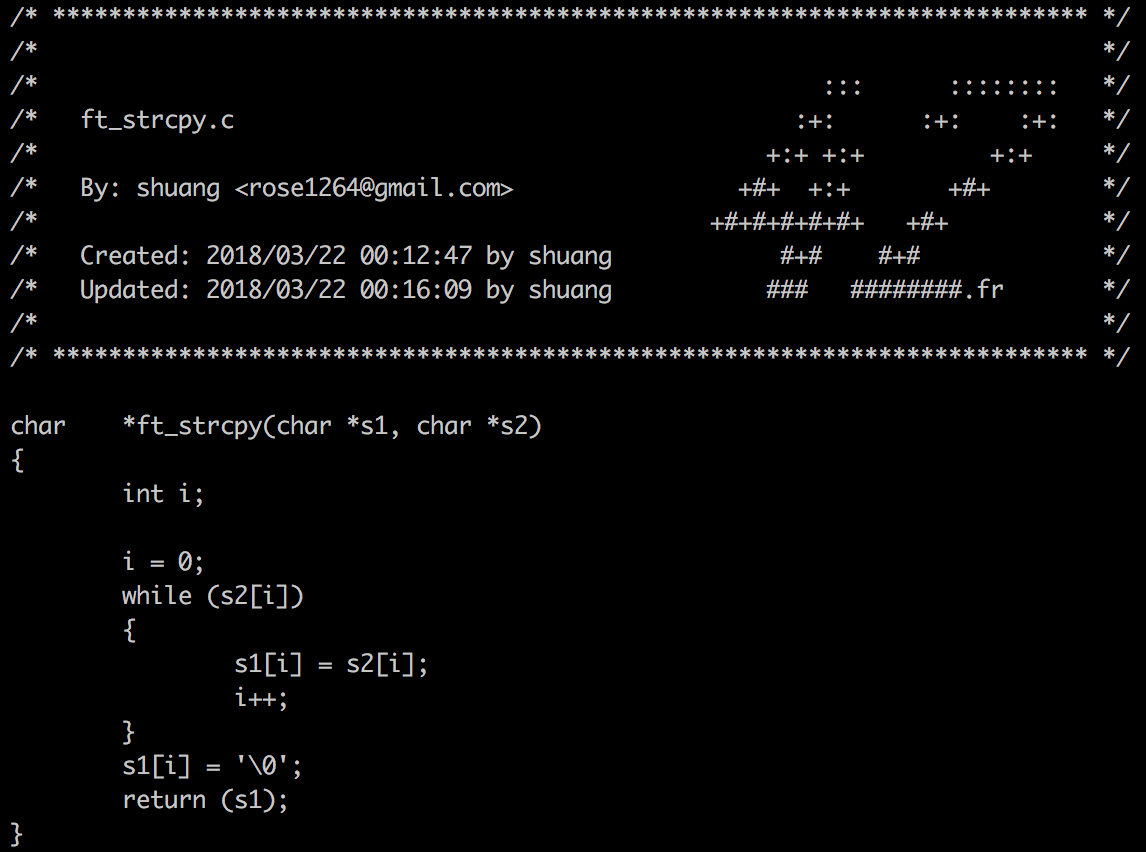 /* ************************************************************************** */
/*                                                                            */
/*                                                        :::      ::::::::   */
/*   ft_strcpy.c                                        :+:      :+:    :+:   */
/*                                                    +:+ +:+         +:+     */
/*   By: shuang <rose1264@gmail.com>                +#+  +:+       +#+        */
/*                                                +#+#+#+#+#+   +#+           */
/*   Created: 2018/03/22 00:12:47 by shuang            #+#    #+#             */
/*   Updated: 2018/03/22 00:16:09 by shuang           ###   ########.fr       */
/*                                                                            */
/* ************************************************************************** */

char	*ft_strcpy(char *s1, char *s2)
{
	int i;

	i = 0;
	while (s2[i])
	{
		s1[i] = s2[i];
		i++;
	}
	s1[i] = '\0';
	return (s1);
}